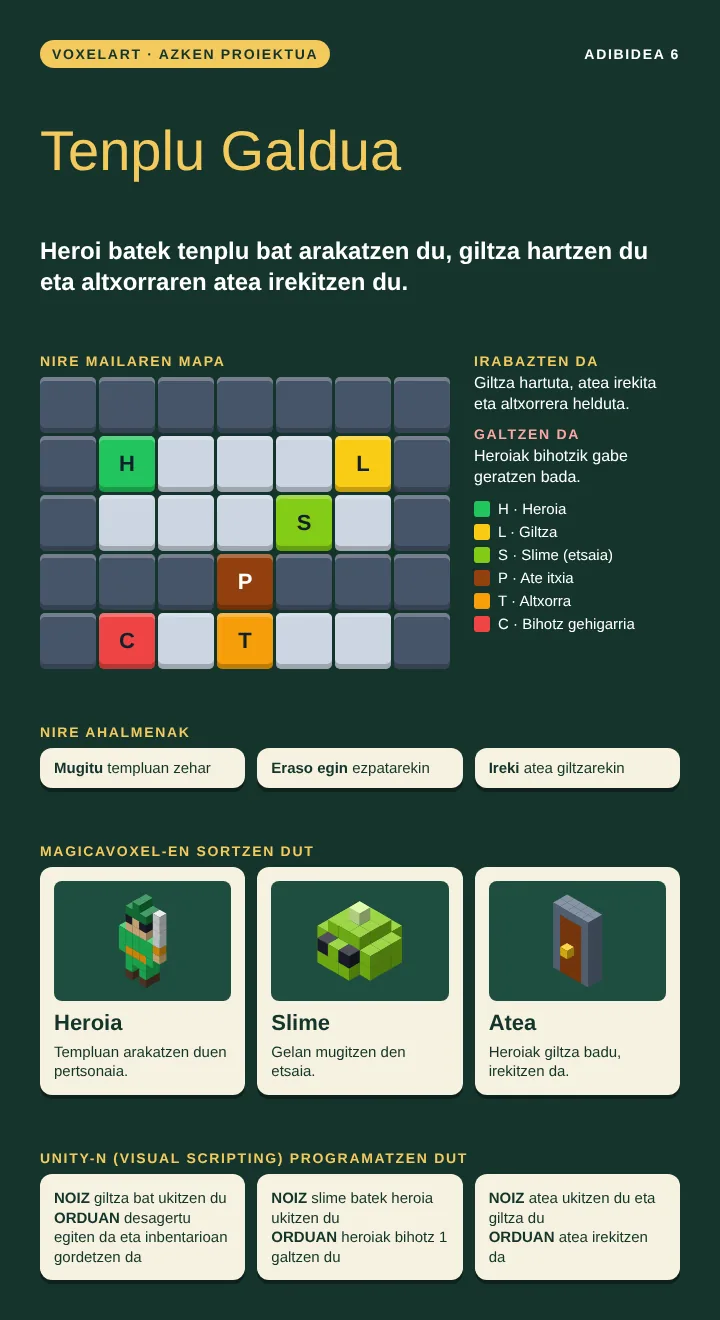 VOXELART · AZKEN PROIEKTUA
ADIBIDEA 6
Tenplu Galdua
Heroi batek tenplu bat arakatzen du, giltza hartzen du
eta altxorraren atea irekitzen du.
NIRE MAILAREN MAPA
H
L
S
P
C
T
IRABAZTEN DA
Giltza hartuta, atea irekita
eta altxorrera helduta.
GALTZEN DA
Heroiak bihotzik gabe
geratzen bada.
H · Heroia
L · Giltza
S · Slime (etsaia)
P · Ate itxia
T · Altxorra
C · Bihotz gehigarria
NIRE AHALMENAK
Mugitu templuan zehar
Eraso egin ezpatarekin
Ireki atea giltzarekin
MAGICAVOXEL-EN SORTZEN DUT
Heroia
Templuan arakatzen duen
pertsonaia.
Slime
Gelan mugitzen den
etsaia.
Atea
Heroiak giltza badu,
irekitzen da.
UNITY-N (VISUAL SCRIPTING) PROGRAMATZEN DUT
NOIZ giltza bat ukitzen du
ORDUAN desagertu
egiten da eta inbentarioan
gordetzen da
NOIZ slime batek heroia
ukitzen du
ORDUAN heroiak bihotz 1
galtzen du
NOIZ atea ukitzen du eta
giltza du
ORDUAN atea irekitzen
da